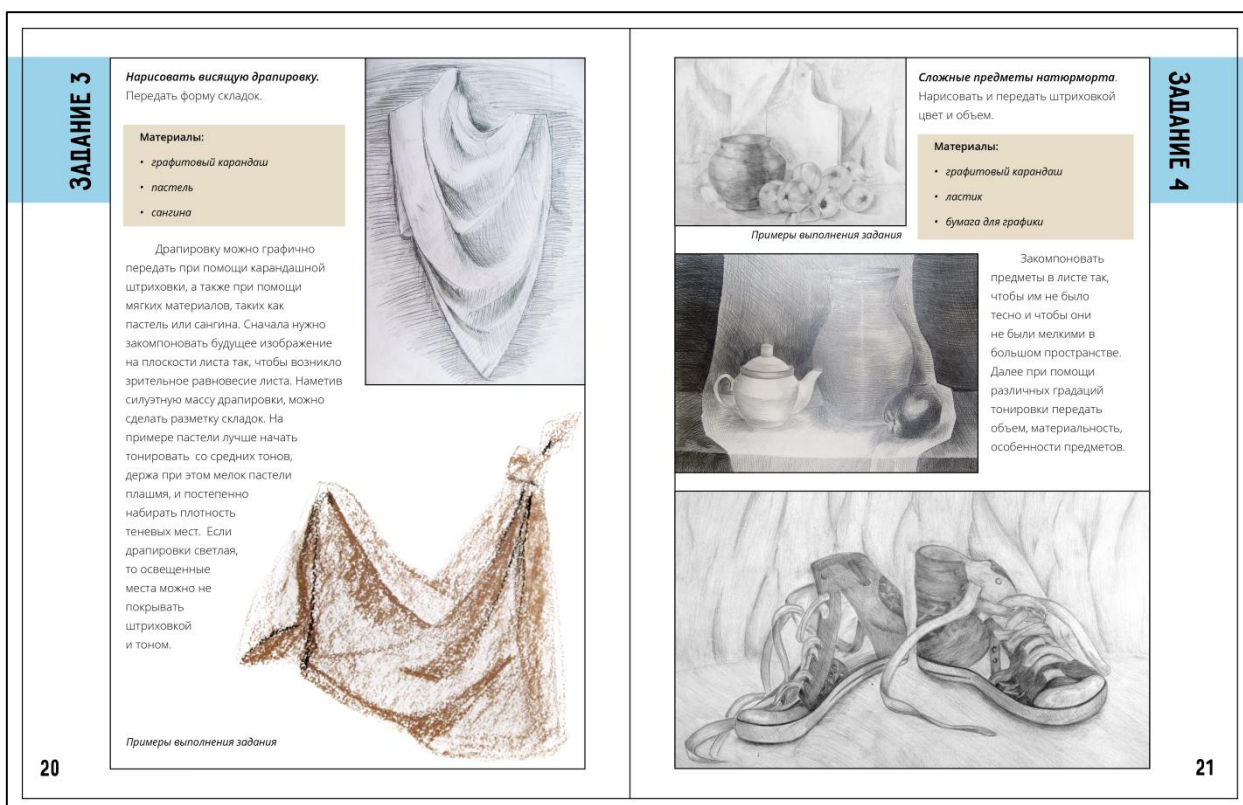 ЗАДАНИЕ 3
Нарисовать висящую драпировку.
Передать форму складок.
Материалы:
• графитовый карандаш
• пастель
• сангина
Драпировку можно графично
передать при помощи карандашной
штриховки, а также при помощи
мягких материалов, таких как
пастель или сангина. Сначала нужно
закомпоновать будущее изображение
на плоскости листа так, чтобы возникло
зрительное равновесие листа. Наметив
силуэтную массу драпировки, можно
сделать разметку складок. На
примере пастели лучше начать
тонировать со средних тонов,
держа при этом мелок пастели
плашмя, и постепенно
набирать плотность
теневых мест. Если
драпировки светлая,
то освещенные
места можно не
покрывать
штриховкой
и тоном.
Примеры выполнения задания
20
ЗАДАНИЕ 4
Сложные предметы натюрморта.
Нарисовать и передать штриховкой
цвет и объем.
Материалы:
• графитовый карандаш
• ластик
• бумага для графики
Примеры выполнения задания
Закомпоновать
предметы в листе так,
чтобы им не было
тесно и чтобы они
не были мелкими в
большом пространстве.
Далее при помощи
различных градаций
тонировки передать
объем, материальность,
особенности предметов.
21